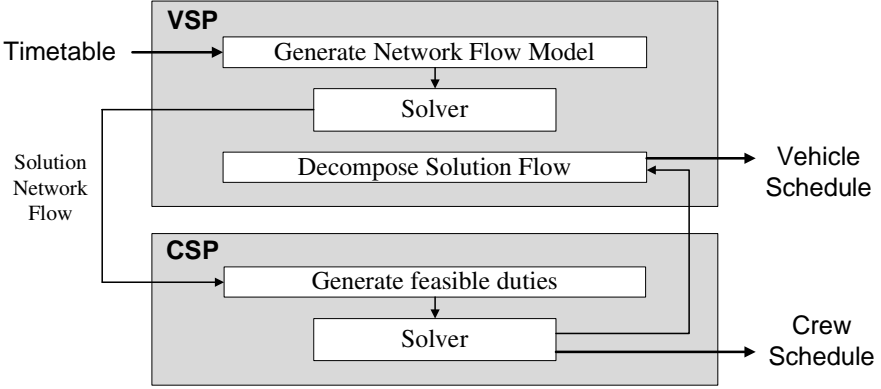 VSP
Timetable
Generate Network Flow Model
Solver
Decompose Solution Flow
Vehicle
Schedule
Solution
Network
Flow
CSP
Generate feasible duties
Solver
Crew
Schedule